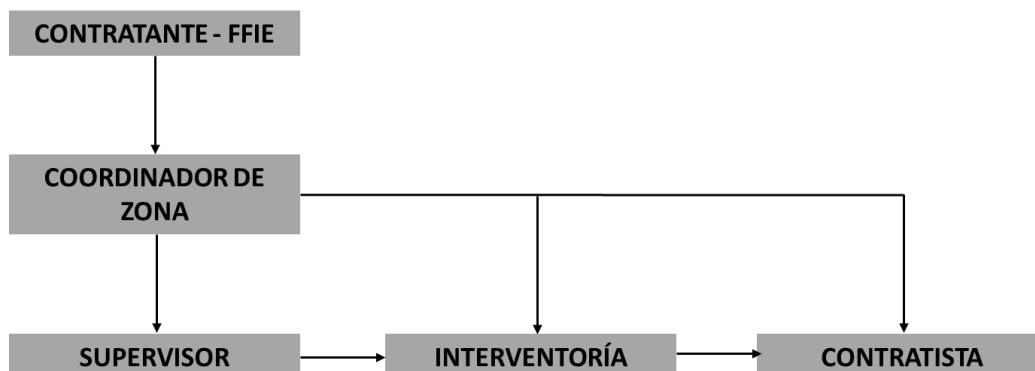 CONTRATANTE - FFIE
COORDINADOR DE
ZONA
SUPERVISOR
INTERVENTORÍA
CONTRATISTA